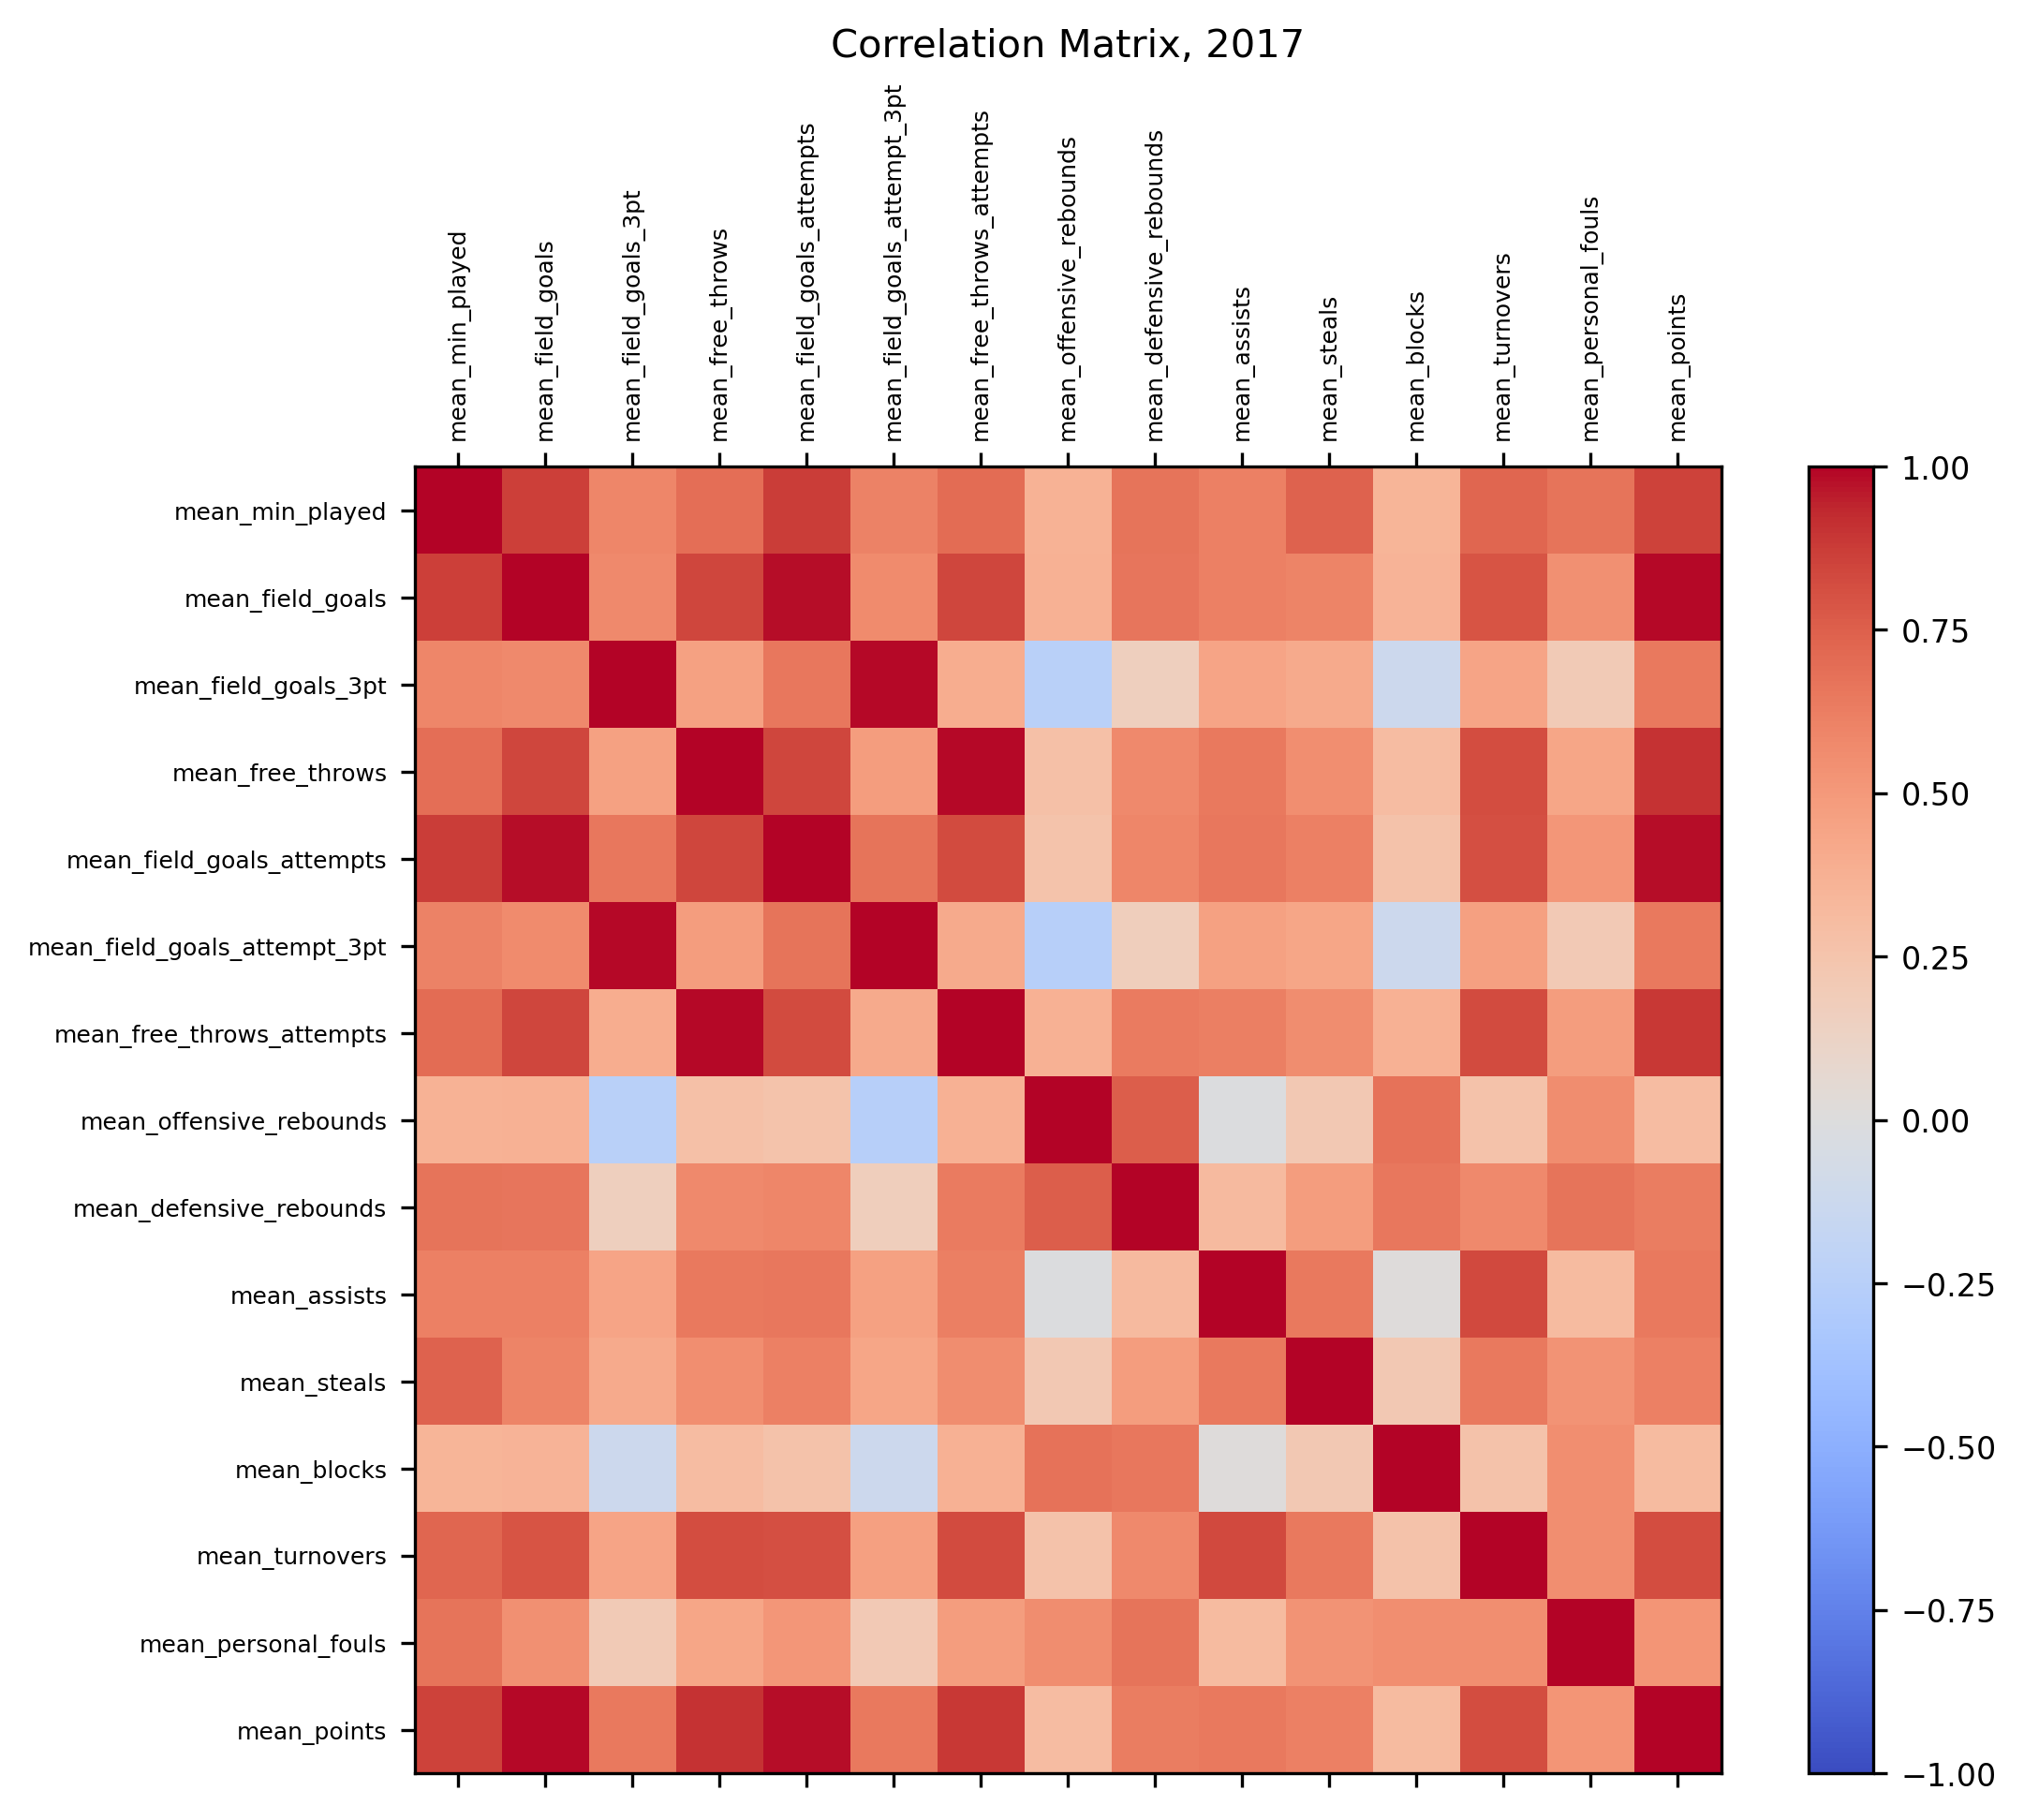 Correlation Matrix, 2017
mean_min_played
mean_field_goals
mean_field_goals_3pt
mean_free_throws
mean_field_goals_attempts
mean_field_goals_attempt_3pt
mean_free_throws_attempts
mean_offensive_rebounds
mean_defensive_rebounds
mean_assists
mean_steals
mean_blocks
mean_turnovers
mean_personal_fouls
mean_points
mean_min_played
mean_field_goals
mean_field_goals_3pt
mean_free_throws
mean_field_goals_attempts
mean_field_goals_attempt_3pt
mean_free_throws_attempts
mean_offensive_rebounds
mean_defensive_rebounds
mean_assists
mean_steals
mean_blocks
mean_turnovers
mean_personal_fouls
mean_points
1.00
0.75
0.50
0.25
0.00
−0.25
−0.50
−0.75
−1.00